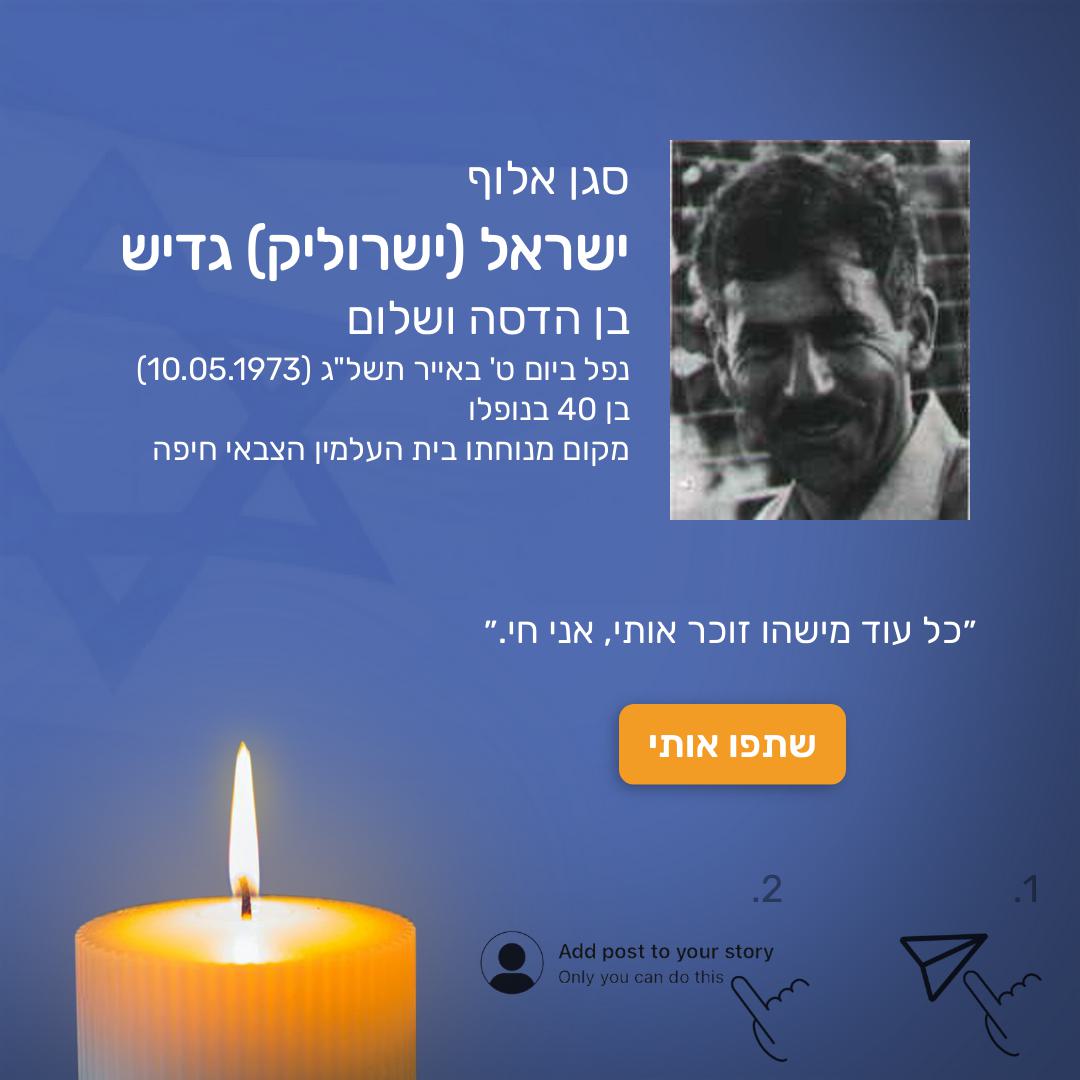 סגן אלוף
ישראל (ישרוליק) גדיש
בן הדסה ושלום
נפל ביום ט' באייר תשל"ג (10.05.1973)
בן 40 בנופלו
מקום מנוחתו בית העלמין הצבאי חיפה
״כל עוד מישהו זוכר אותי, אני חי.״
שתפו אותי
1.
2.
Add post to your story
Only you can do this